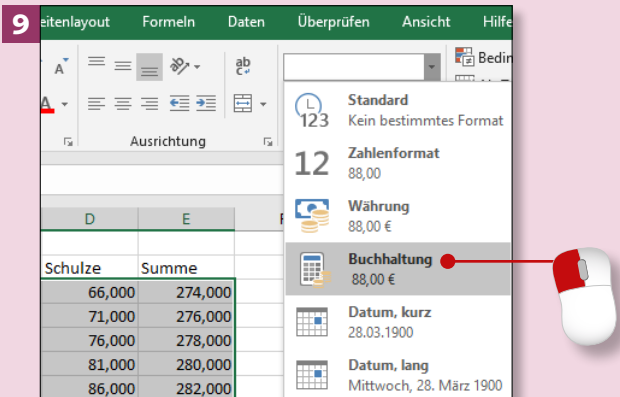 9
eitenlayout Formeln Daten Überprüfen Ansicht Hilfe
A ab
A Bedin
Ausrichtung
Standard
123 Kein bestimmtes Format
12 Zahlenformat
88,00
Währung
88,00 €
D E
Buchhaltung
88,00 €
Schulze Summe
66,000 274,000
Datum, kurz
71,000 276,000
28.03.1900
76,000 278,000
Datum, lang
81,000 280,000
Mittwoch, 28. März 1900
86,000 282,000